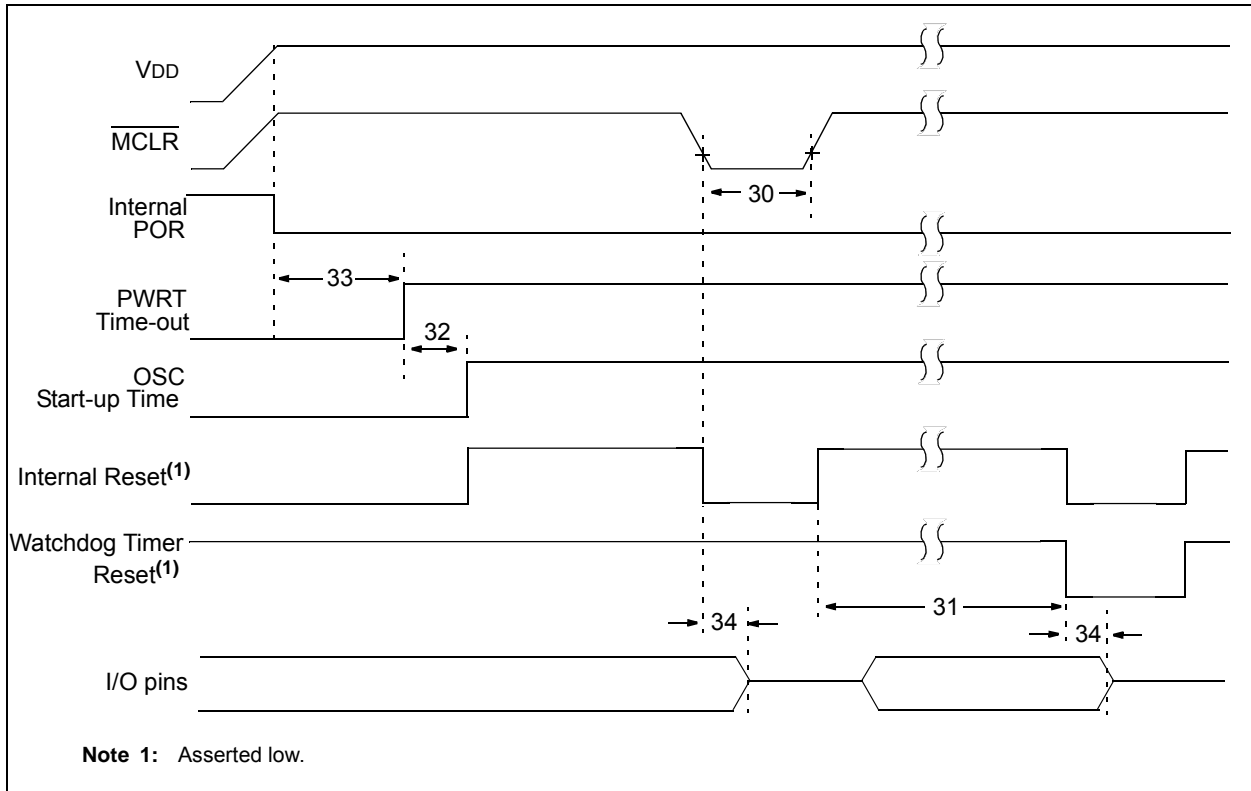 VDD
MCLR
30
Internal
POR
33
PWRT
Time-out
32
OSC
Start-up Time
Internal Reset(1)
Watchdog Timer
Reset(1)
31
34
34
I/O pins
Note 1: Asserted low.